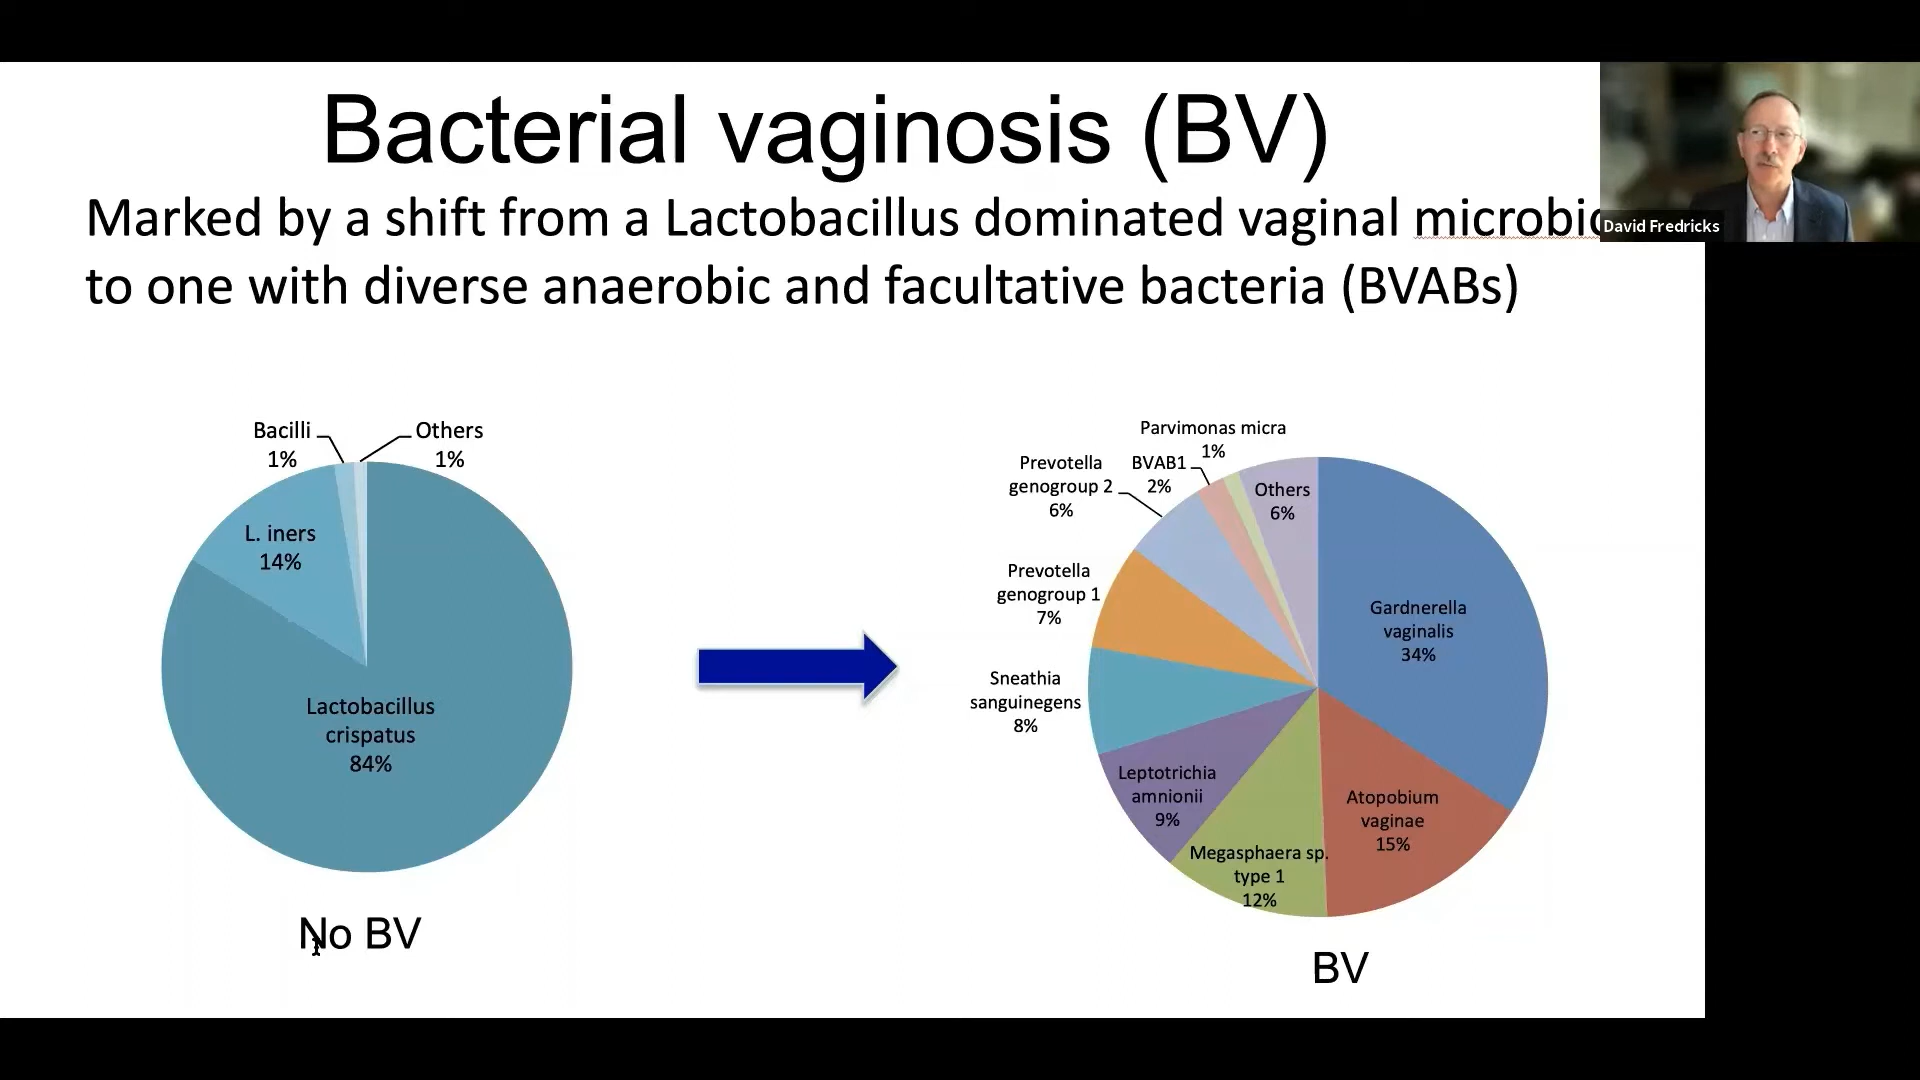 Bacterial vaginosis (BV)
Marked by a shift from a Lactobacillus dominated vaginal
to one with diverse anaerobic and facultative bacteria (BVABs)
David Fredricks
Bacilli
1%
Others
1%
L. iners
14%
Lactobacillus
crispatus
84%
No BV
Parvimonas micra
1%
BVAB1
2%
Prevotella
genogroup 2
6%
Others
6%
Prevotella
genogroup 1
7%
Gardnerella
vaginalis
34%
Sneathia
sanguinegens
8%
Leptotrichia
amnionii
9%
Atopobium
vaginae
15%
Megasphaera sp.
type 1
12%
BV